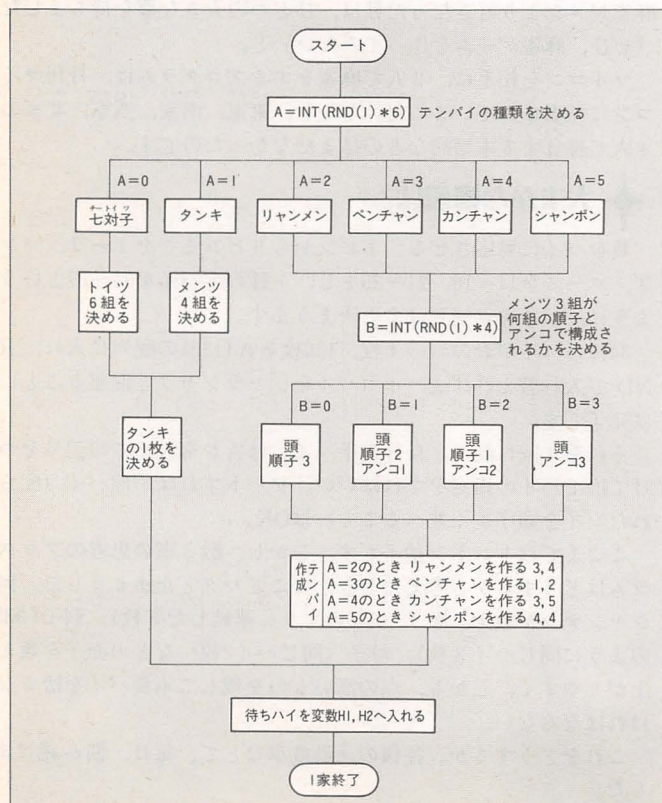 スタート
A=INT(RND(1)*6)
テンパイの種類を決める
A=0
A=1
A=2
A=3
A=4
A=5
チートイツ
七対子
タンキ
リャンメン
ペンチャン
カンチャン
シャンポン
トイツ
6組を
決める
メンツ
4組を
決める
B=INT(RND(1)*4)
メンツ3組が
何組の順子と
アンコで構成さ
れるかを決める
タンキ
の1枚を
決める
B=0
B=1
B=2
B=3
頭
順子3
頭
順子2
アンコ1
頭
順子1
アンコ2
頭
アンコ3
テンパイ作成
A=2のとき リャンメンを作る 3,4
A=3のとき ペンチャンを作る 1,2
A=4のとき カンチャンを作る 3,5
A=5のとき シャンポンを作る 4,4
待ちハイを変数H1,H2へ入れる
1家終了